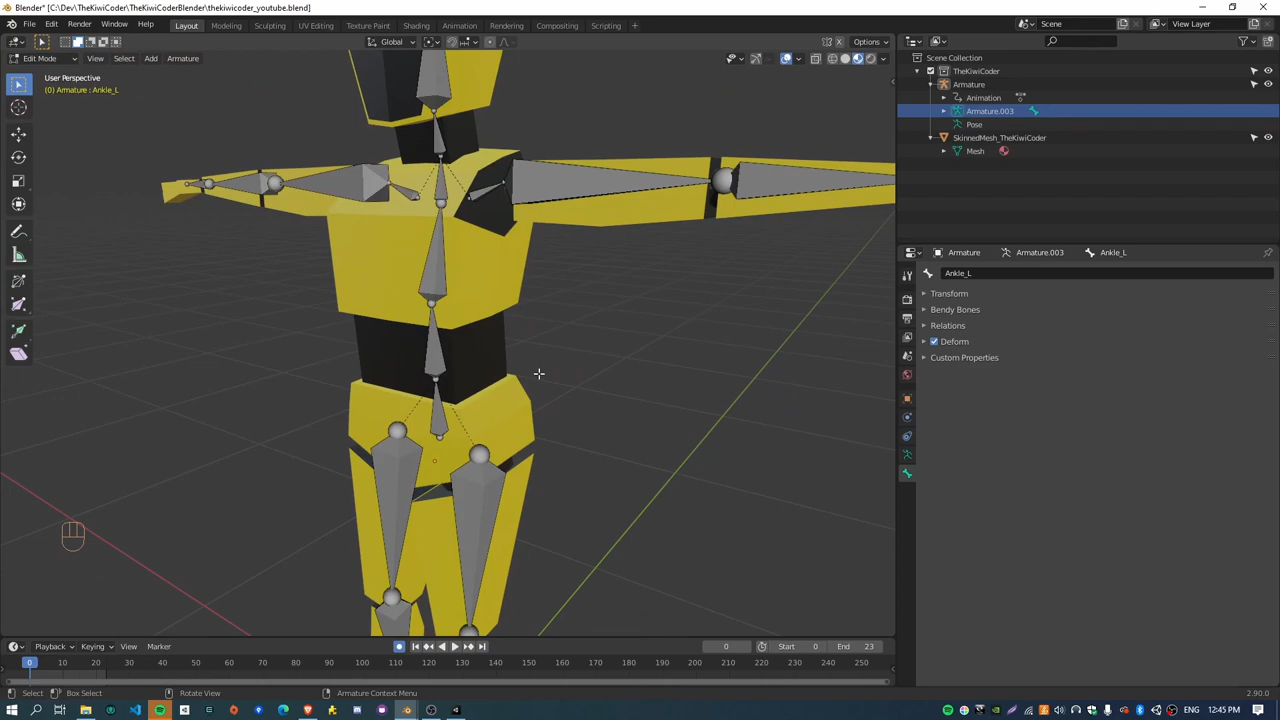 Blender* [C:\Dev\TheKiwiCoder\TheKiwiCoderBlender\thekiwicoder_youtube.blend]
File Edit Render Window Help Layout Modeling Sculpting UV Editing Texture Paint Shading Animation Rendering Compositing Scripting + Scene View Layer
Global Options
Edit Mode View Select Add Armature
User Perspective
(0) Armature : Ankle_L
Scene Collection
TheKiwiCoder
Armature
Animation
Armature.003
Pose
SkinnedMesh_TheKiwiCoder
Mesh
Armature Armature.003 Ankle_L
Ankle_L
Transform
Bendy Bones
Relations
Deform
Custom Properties
Playback Keying View Marker 0 Start 0 End 23
0 10 20 30 40 50 60 70 80 90 100 110 120 130 140 150 160 170 180 190 200 210 220 230 240 250
Select Box Select Rotate View Armature Context Menu 2.90.0
ENG 12:45 PM